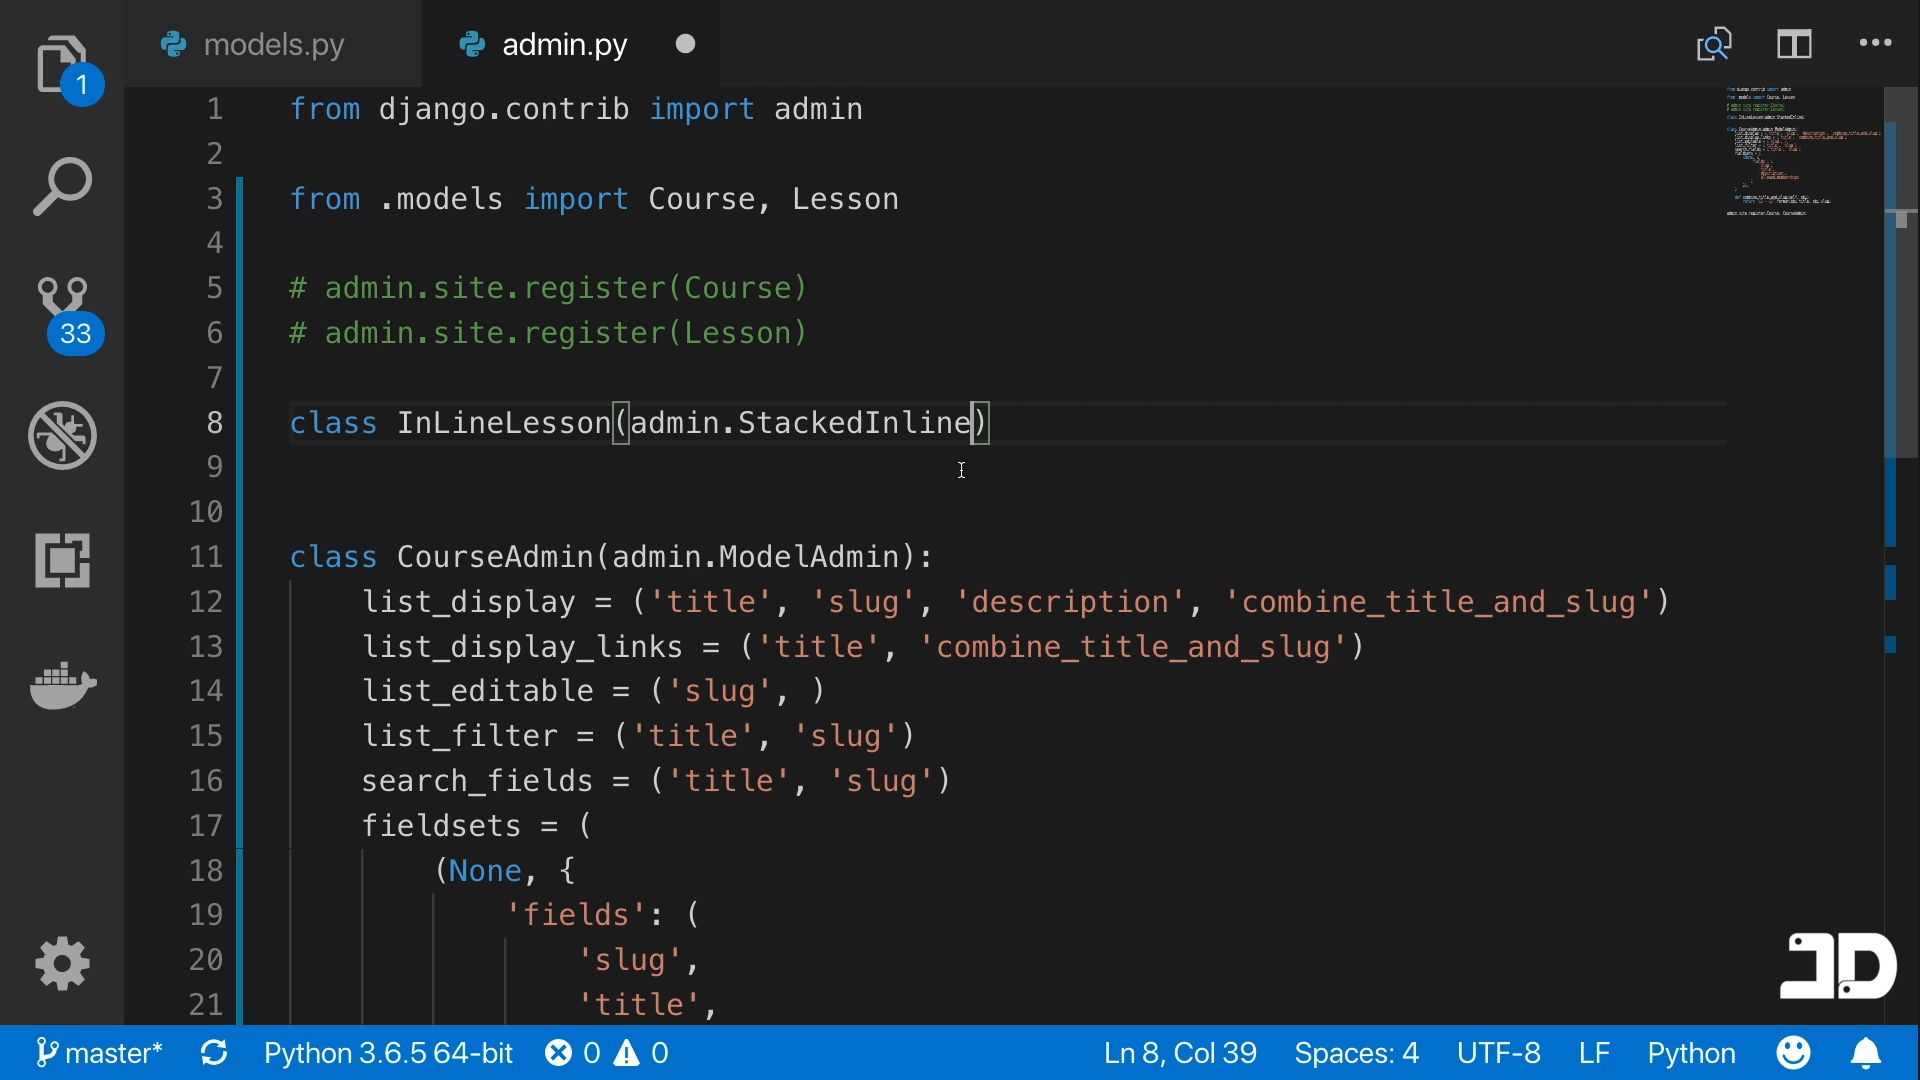 models.py
admin.py
1
33
1 from django.contrib import admin
2
3 from .models import Course, Lesson
4
5 # admin.site.register(Course)
6 # admin.site.register(Lesson)
7
8 class InLineLesson(admin.StackedInline)
9
10
11 class CourseAdmin(admin.ModelAdmin):
12 list_display = ('title', 'slug', 'description', 'combine_title_and_slug')
13 list_display_links = ('title', 'combine_title_and_slug')
14 list_editable = ('slug', )
15 list_filter = ('title', 'slug')
16 search_fields = ('title', 'slug')
17 fieldsets = (
18 (None, {
19 'fields': (
20 'slug',
21 'title',
master* Python 3.6.5 64-bit 0 0 Ln 8, Col 39 Spaces: 4 UTF-8 LF Python